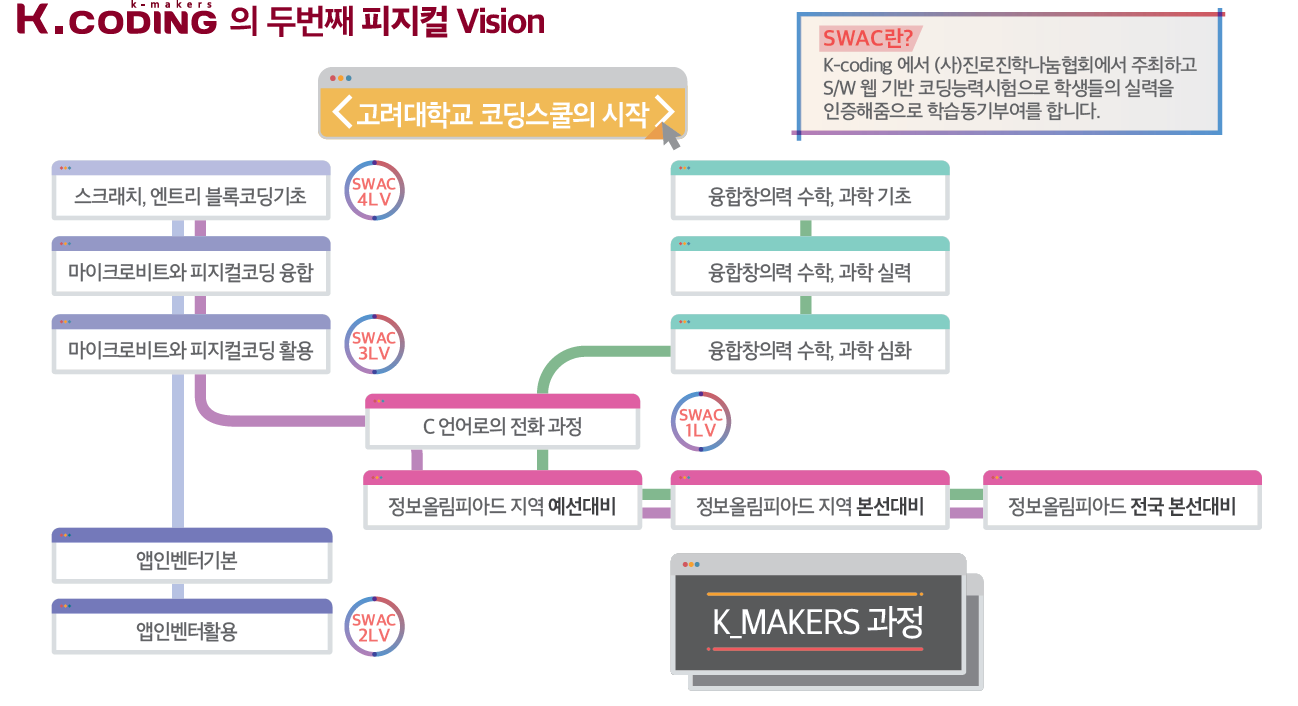 k-makers
K.CODING 의 두번째 피지컬 Vision
SWAC란?
K-coding 에서 (사)진로진학나눔협회에서 주최하고
S/W 웹 기반 코딩능력시험으로 학생들의 실력을
인증해줌으로 학습동기부여를 합니다.
<고려대학교 코딩스쿨의 시작>
스크래치, 엔트리 블록코딩기초
SWAC
4LV
융합창의력 수학, 과학 기초
마이크로비트와 피지컬코딩 융합
융합창의력 수학, 과학 실력
마이크로비트와 피지컬코딩 활용
SWAC
3LV
융합창의력 수학, 과학 심화
C 언어로의 전화 과정
SWAC
1LV
정보올림피아드 지역 예선대비
정보올림피아드 지역 본선대비
정보올림피아드 전국 본선대비
앱인벤터기본
앱인벤터활용
SWAC
2LV
K_MAKERS 과정